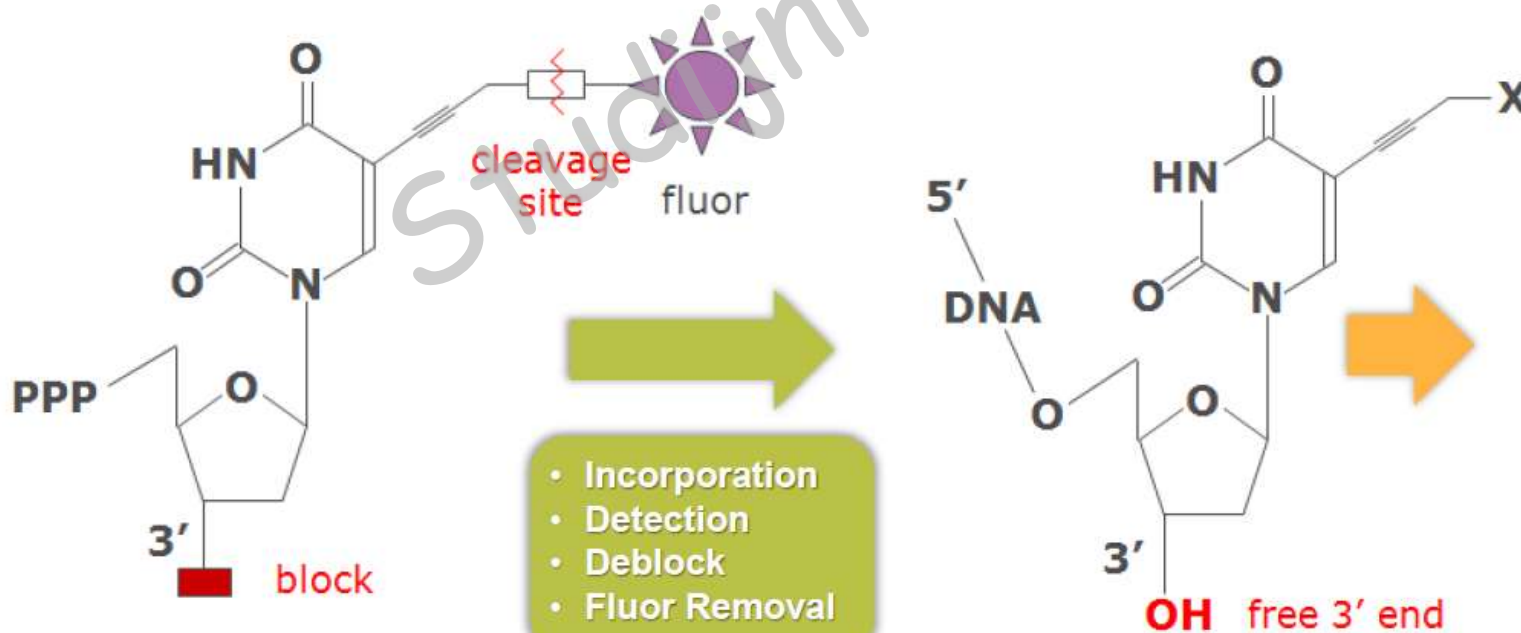 O
HN
O
N
cleavage
site
fluor
PPP
O
3’
block
• Incorporation
• Detection
• Deblock
• Fluor Removal
O
X
HN
5’
O
N
DNA
O
O
3’
OH free 3’ end